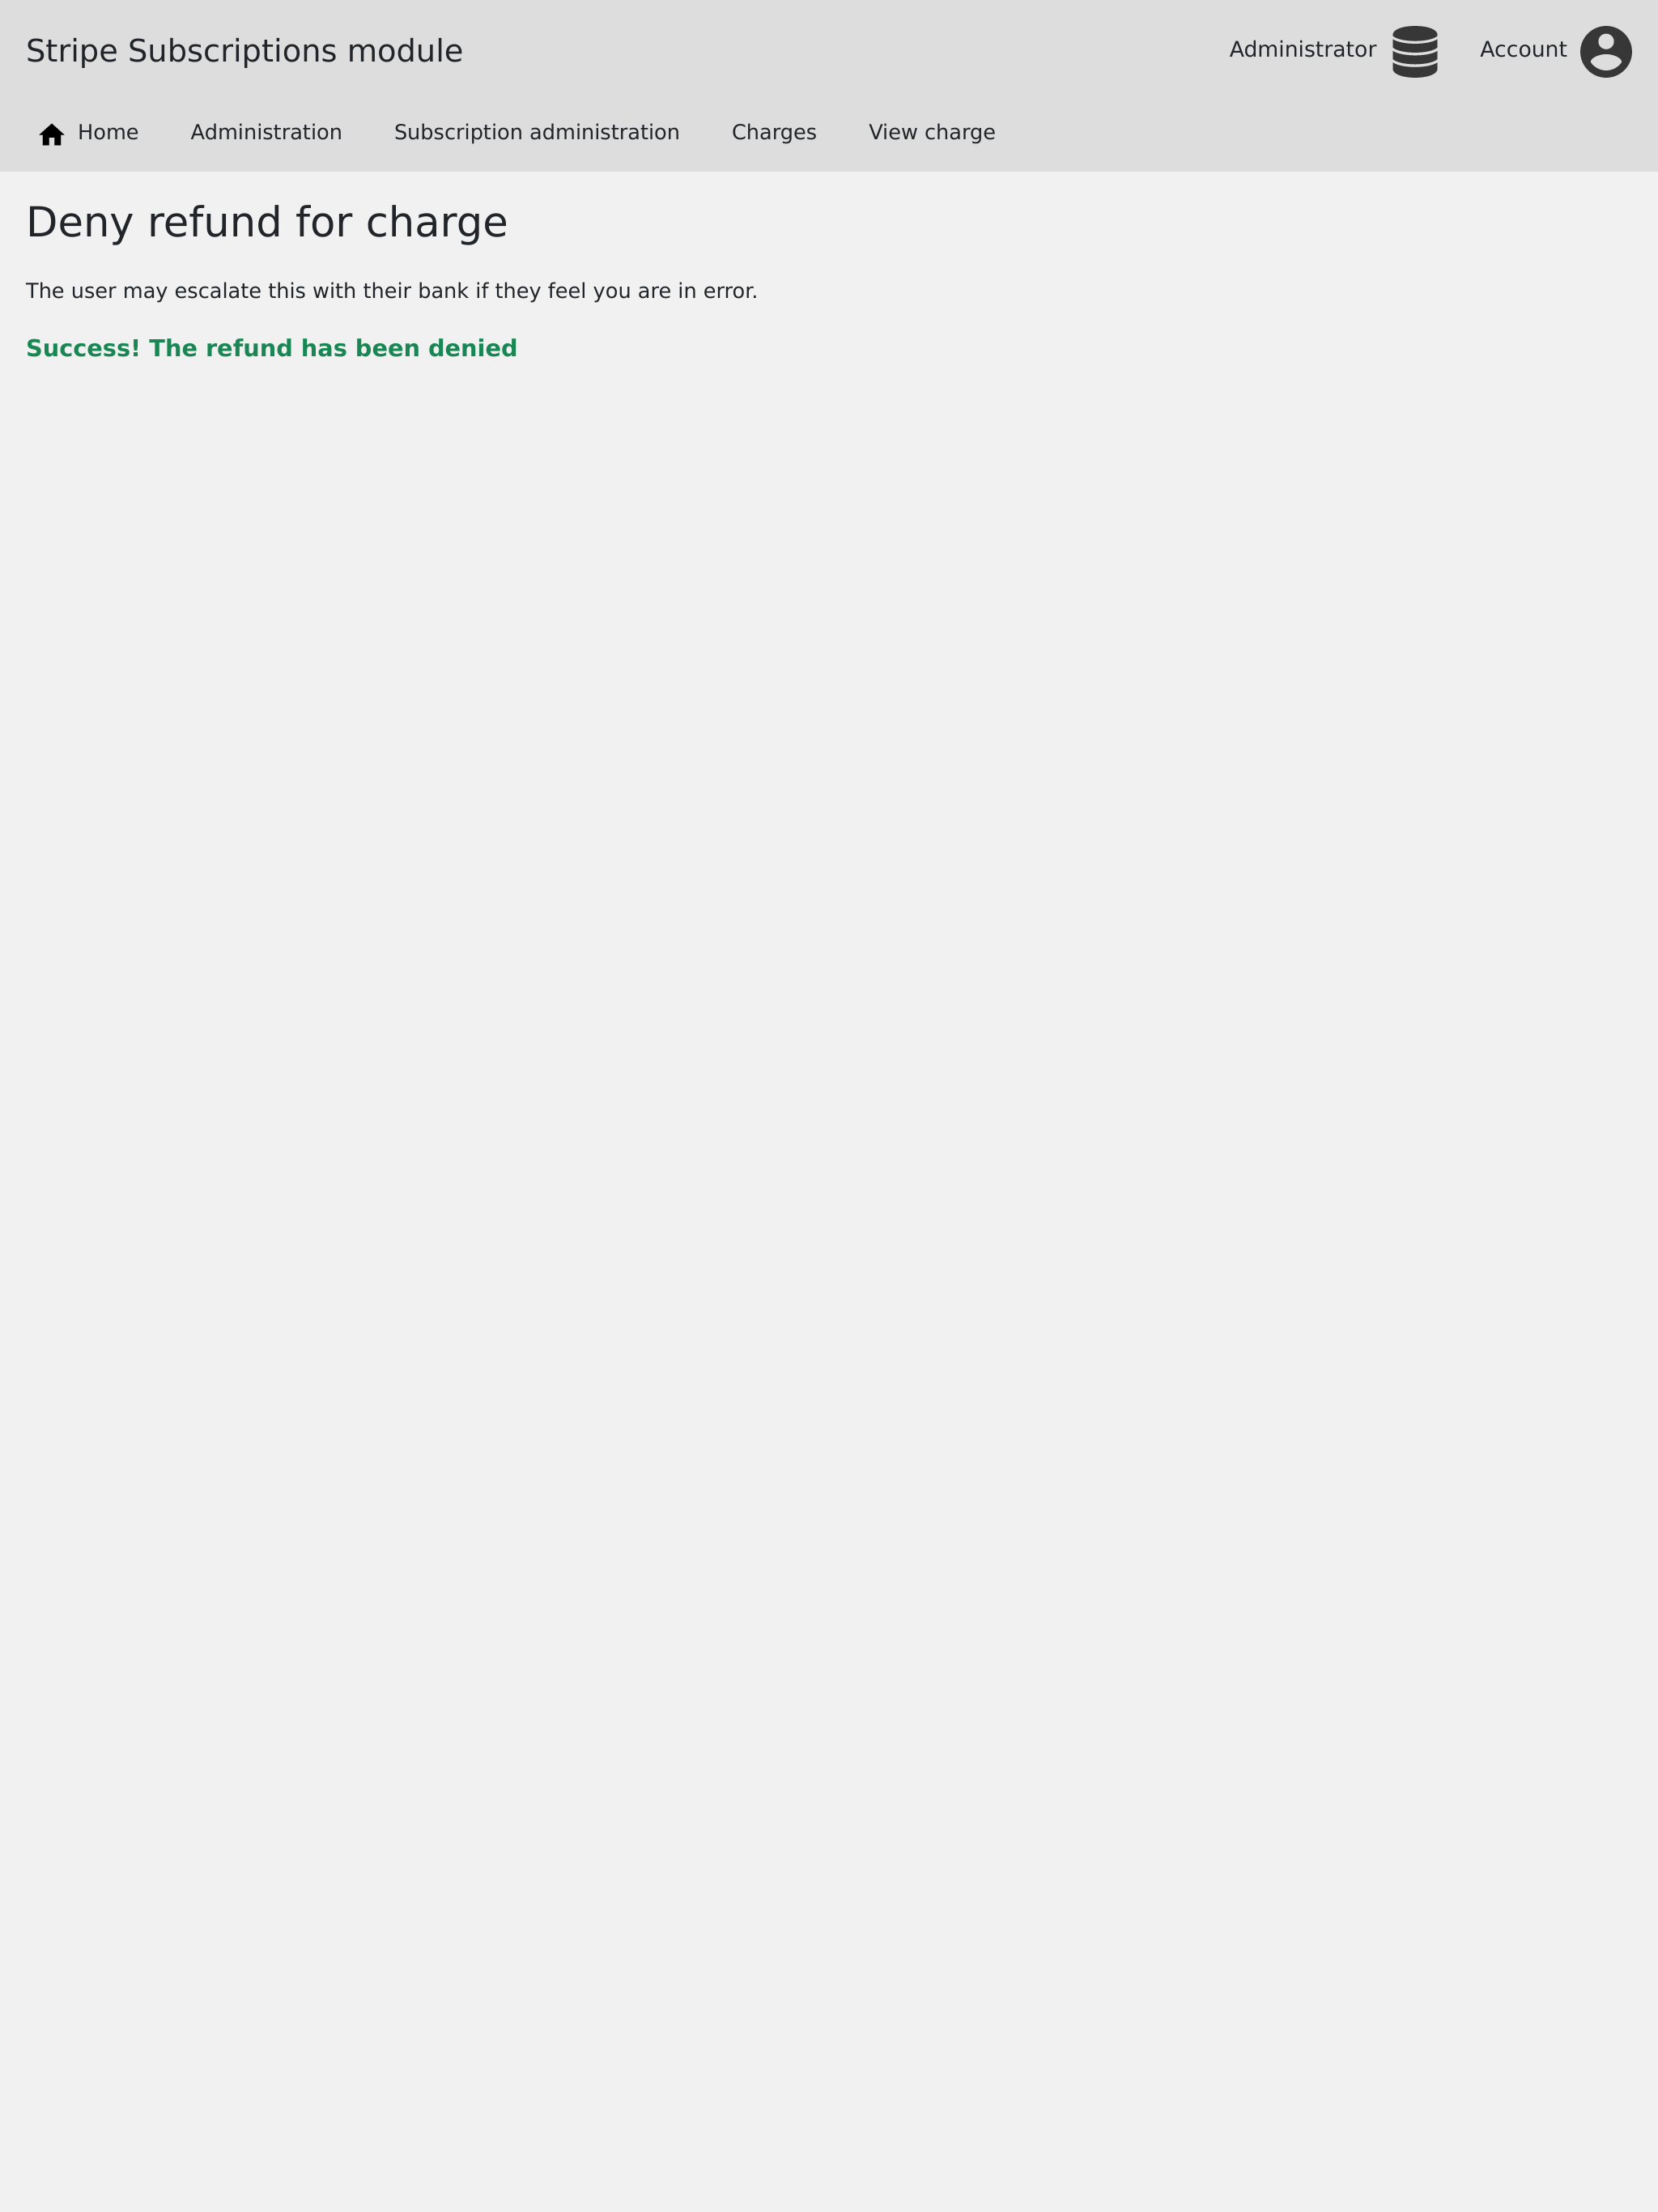 Stripe Subscriptions module
Administrator
Account
Home
Administration
Subscription administration
Charges
View charge
Deny refund for charge
The user may escalate this with their bank if they feel you are in error.
Success! The refund has been denied